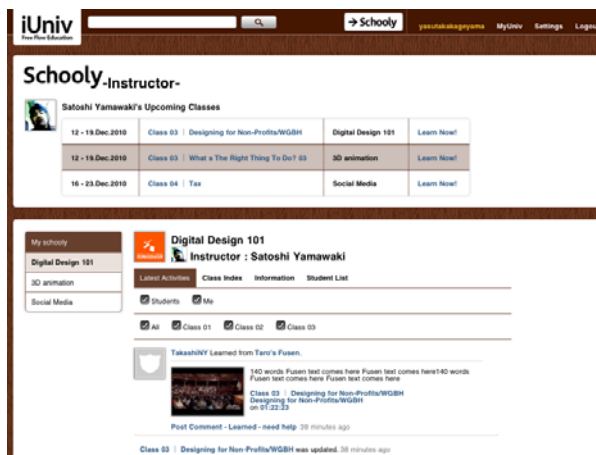 iUniv
Free Flow Education
→ Schooly
yasutakakageyama MyUniv Settings Logou
Schooly -Instructor-
Satoshi Yamawaki's Upcoming Classes
12 - 19.Dec.2010 Class 03 | Designing for Non-Profits/WGBH Digital Design 101 Learn Now!
12 - 19.Dec.2010 Class 03 | What s The Right Thing To Do? 03 3D animation Learn Now!
16 - 23.Dec.2010 Class 04 | Tax Social Media Learn Now!
My schooly
Digital Design 101
3D animation
Social Media
Digital Design 101
Instructor : Satoshi Yamawaki
Latest Activities Class Index Information Student List
Students Me
All Class 01 Class 02 Class 03
TakashiNY Learned from Taro's Fusen.
140 words Fusen text comes here Fusen text comes here140 words
Fusen text comes here Fusen text comes here
Class 03 | Designing for Non-Profits/WGBH
Designing for Non-Profits/WGBH
on 01:22:23
Post Comment - Learned - need help 38 minutes ago
Class 03 | Designing for Non-Profits/WGBH was updated. 38 minutes ago